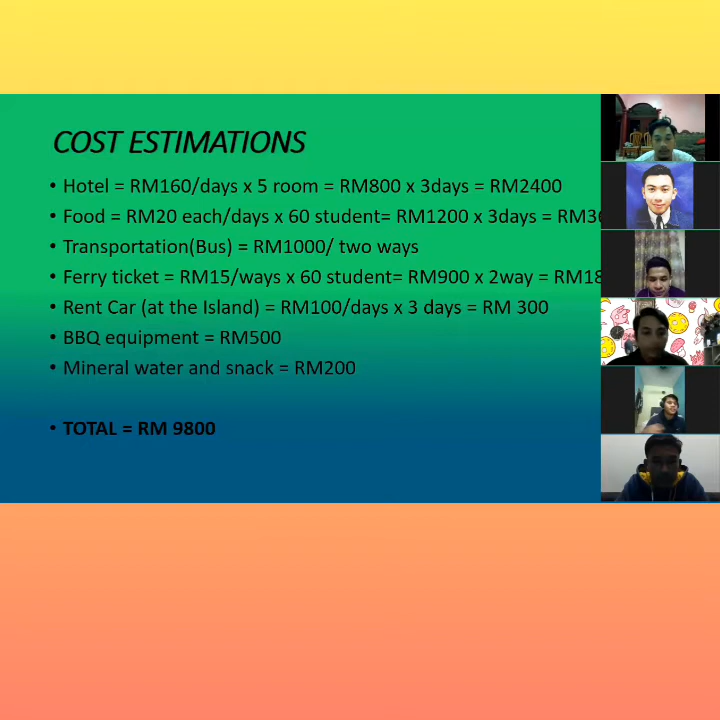 COST ESTIMATIONS
• Hotel = RM160/days x 5 room = RM800 x 3days = RM2400
• Food = RM20 each/days x 60 student= RM1200 x 3days =
• Transportation(Bus) = RM1000/ two ways
• Ferry ticket = RM15/ways x 60 student= RM900 x 2way =
• Rent Car (at the Island) = RM100/days x 3 days = RM 300
• BBQ equipment = RM500
• Mineral water and snack = RM200
• TOTAL = RM 9800